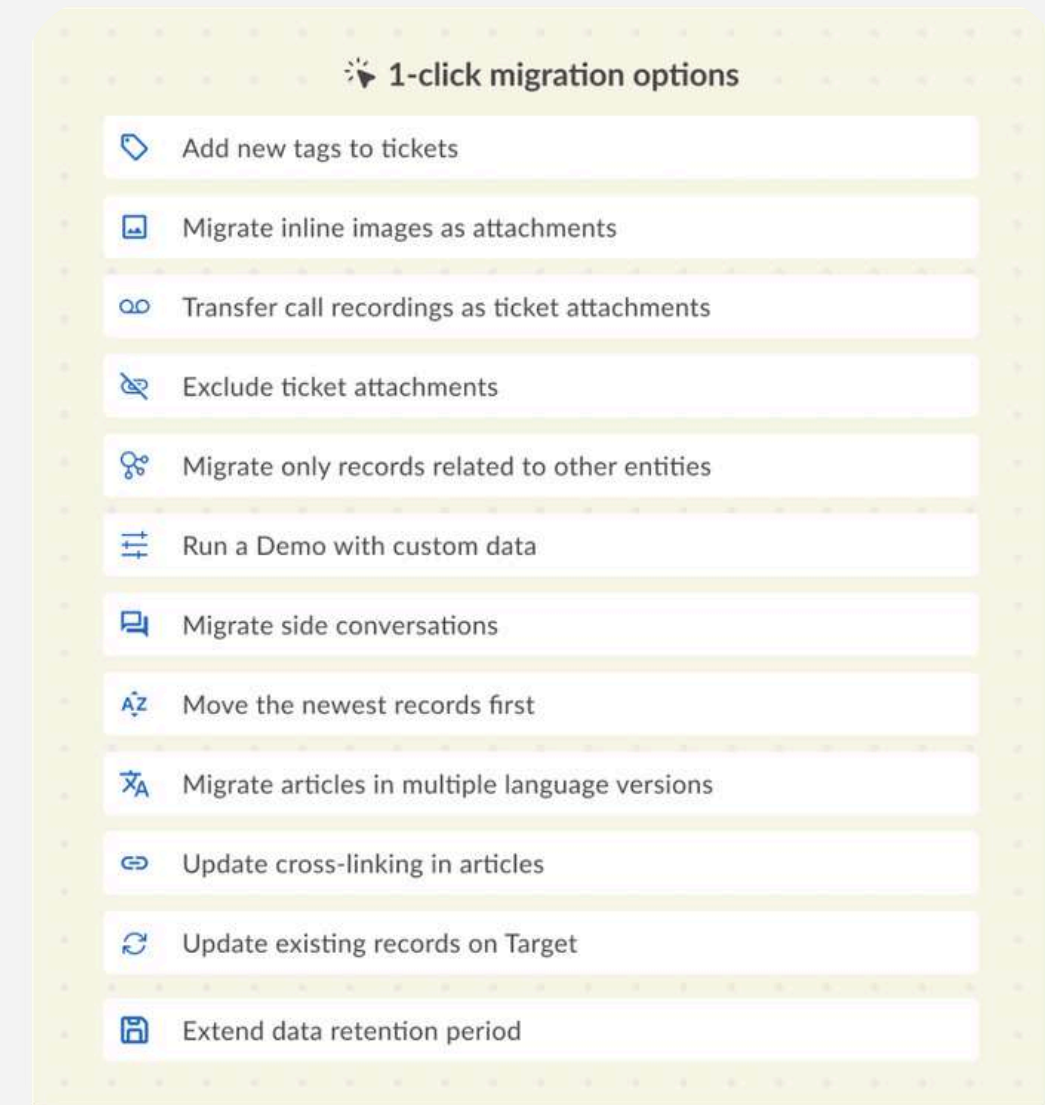 1-click migration options
Add new tags to tickets
Migrate inline images as attachments
Transfer call recordings as ticket attachments
Exclude ticket attachments
Migrate only records related to other entities
Run a Demo with custom data
Migrate side conversations
Move the newest records first
Migrate articles in multiple language versions
Update cross-linking in articles
Update existing records on Target
Extend data retention period